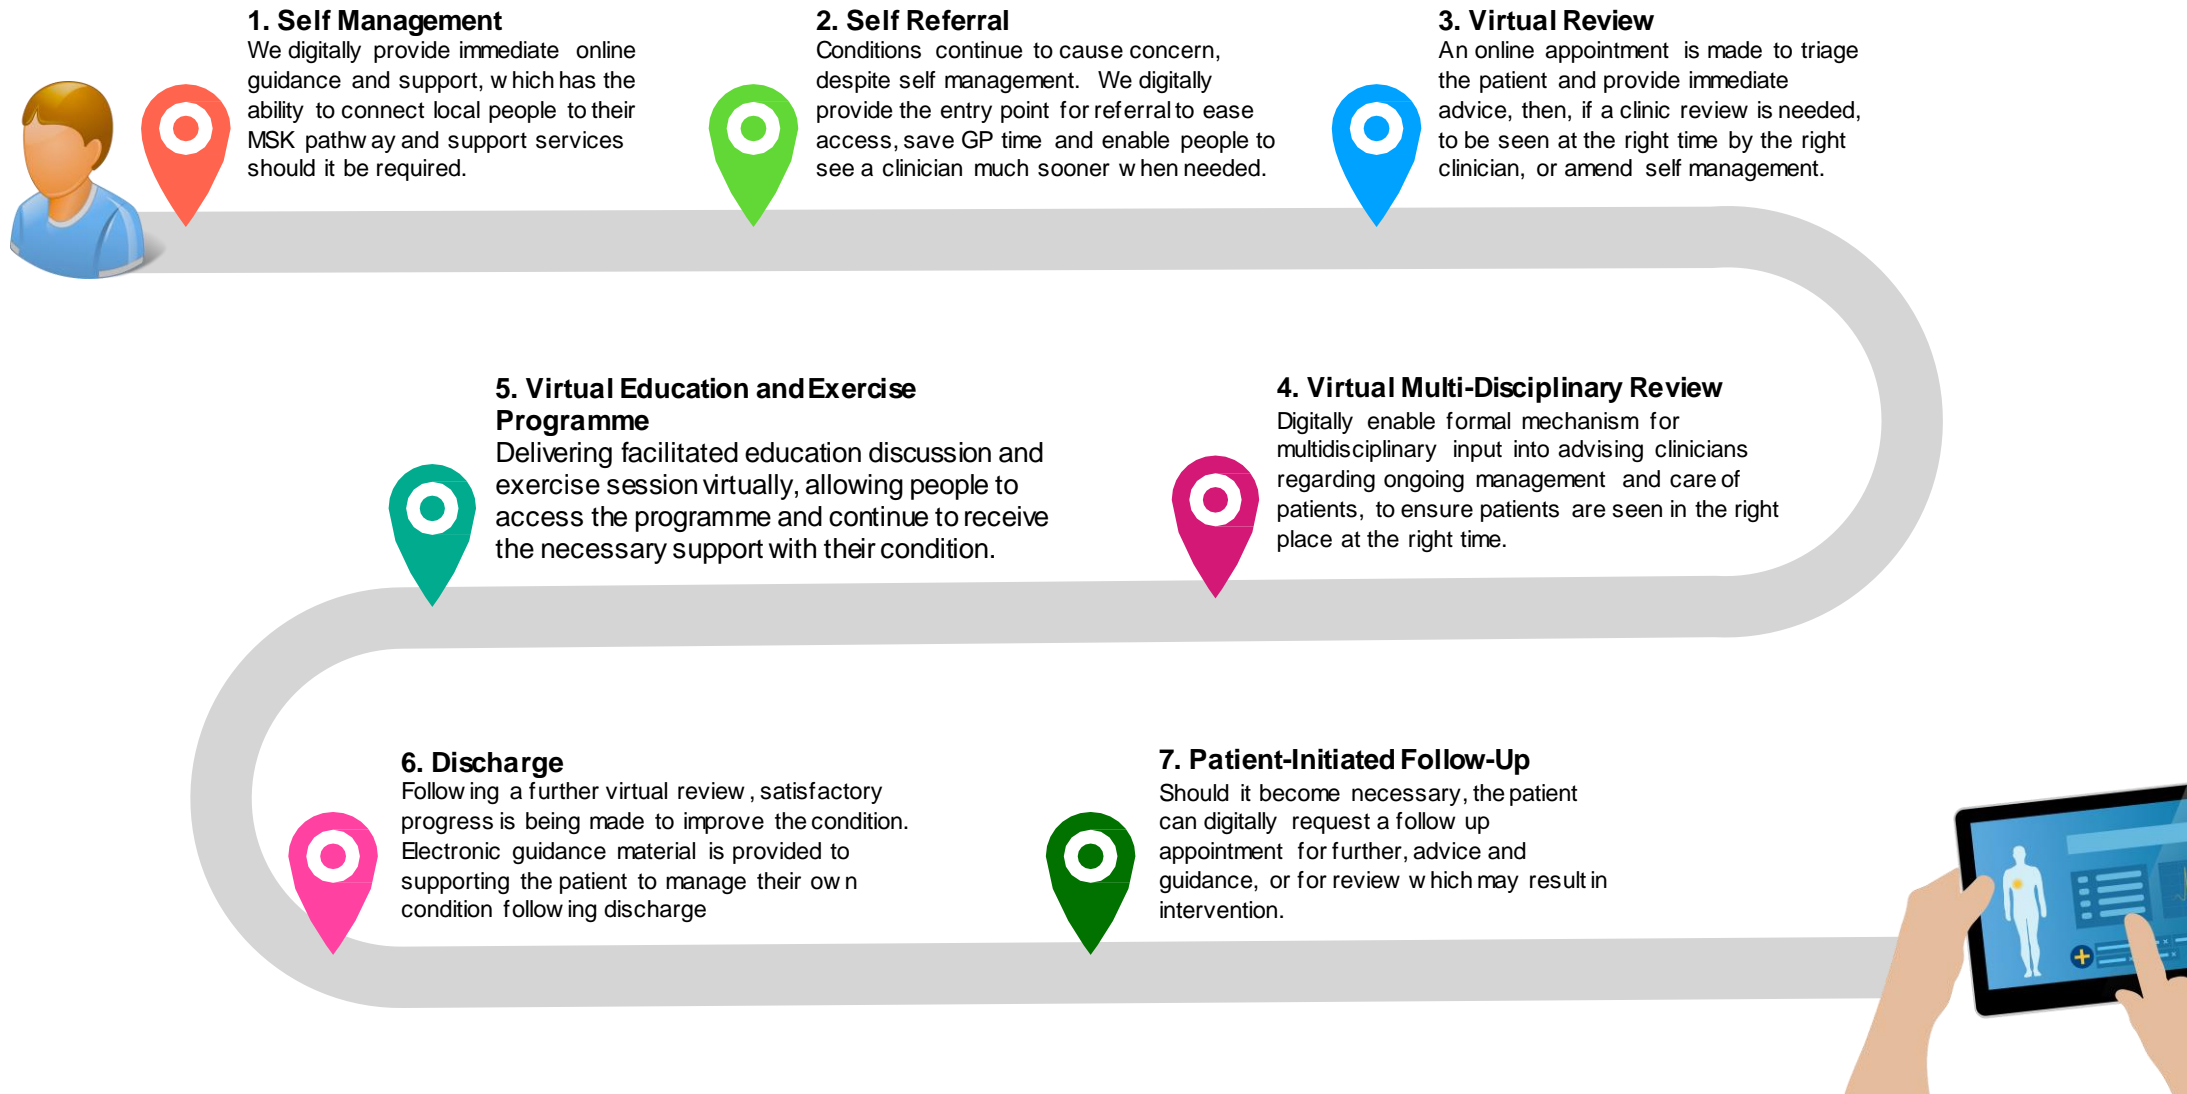 1. Self Management
We digitally provide immediate online
guidance and support, which has the
ability to connect local people to their
MSK pathway and support services
should it be required.
2. Self Referral
Conditions continue to cause concern,
despite self management. We digitally
provide the entry point for referral to ease
access, save GP time and enable people to
see a clinician much sooner when needed.
3. Virtual Review
An online appointment is made to triage
the patient and provide immediate
advice, then, if a clinic review is needed,
to be seen at the right time by the right
clinician, or amend self management.
4. Virtual Multi-Disciplinary Review
Digitally enable formal mechanism for
multidisciplinary input into advising clinicians
regarding ongoing management and care of
patients, to ensure patients are seen in the right
place at the right time.
5. Virtual Education and Exercise
Programme
Delivering facilitated education discussion and
exercise session virtually, allowing people to
access the programme and continue to receive
the necessary support with their condition.
6. Discharge
Following a further virtual review, satisfactory
progress is being made to improve the condition.
Electronic guidance material is provided to
supporting the patient to manage their own
condition following discharge
7. Patient-Initiated Follow-Up
Should it become necessary, the patient
can digitally request a follow up
appointment for further, advice and
guidance, or for review which may result in
intervention.